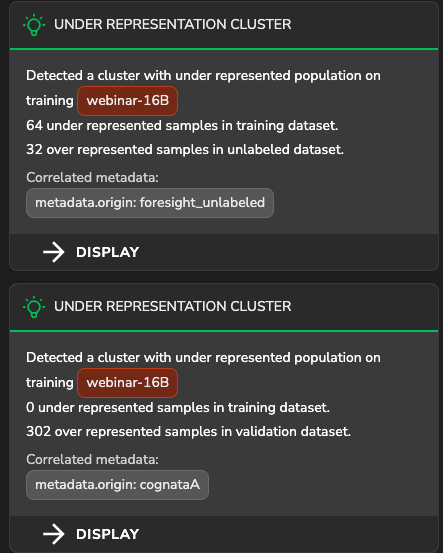 UNDER REPRESENTATION CLUSTER
Detected a cluster with under represented population on
training webinar-16B
64 under represented samples in training dataset.
32 over represented samples in unlabeled dataset.
Correlated metadata:
metadata.origin: foresight_unlabeled
DISPLAY
UNDER REPRESENTATION CLUSTER
Detected a cluster with under represented population on
training webinar-16B
0 under represented samples in training dataset.
302 over represented samples in validation dataset.
Correlated metadata:
metadata.origin: cognataA
DISPLAY